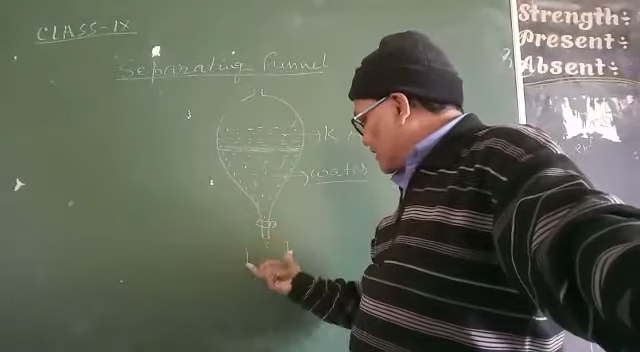 CLASS-IX
Separating Funnel
K
water
Strength:-
Present:-
Absent:-